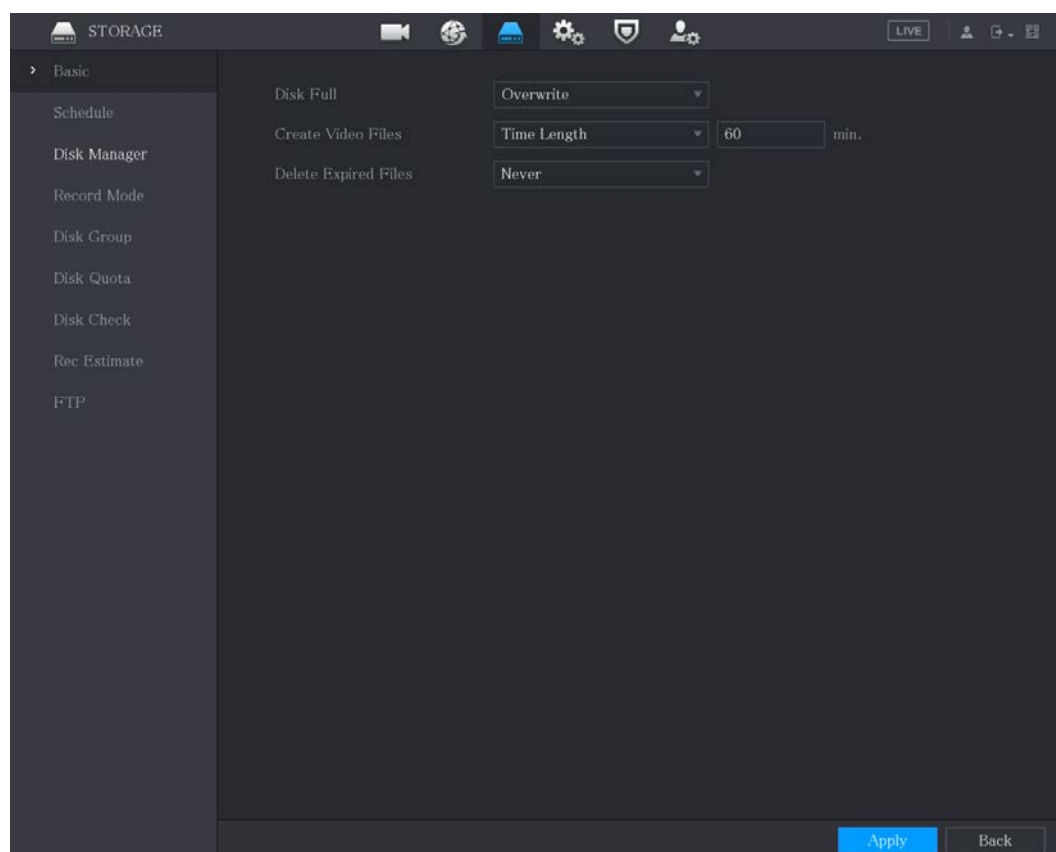 STORAGE
LIVE
Basic
Schedule
Disk Manager
Record Mode
Disk Group
Disk Quota
Disk Check
Rec Estimate
FTP
Disk Full Overwrite
Create Video Files Time Length 60 min.
Delete Expired Files Never
Apply Back